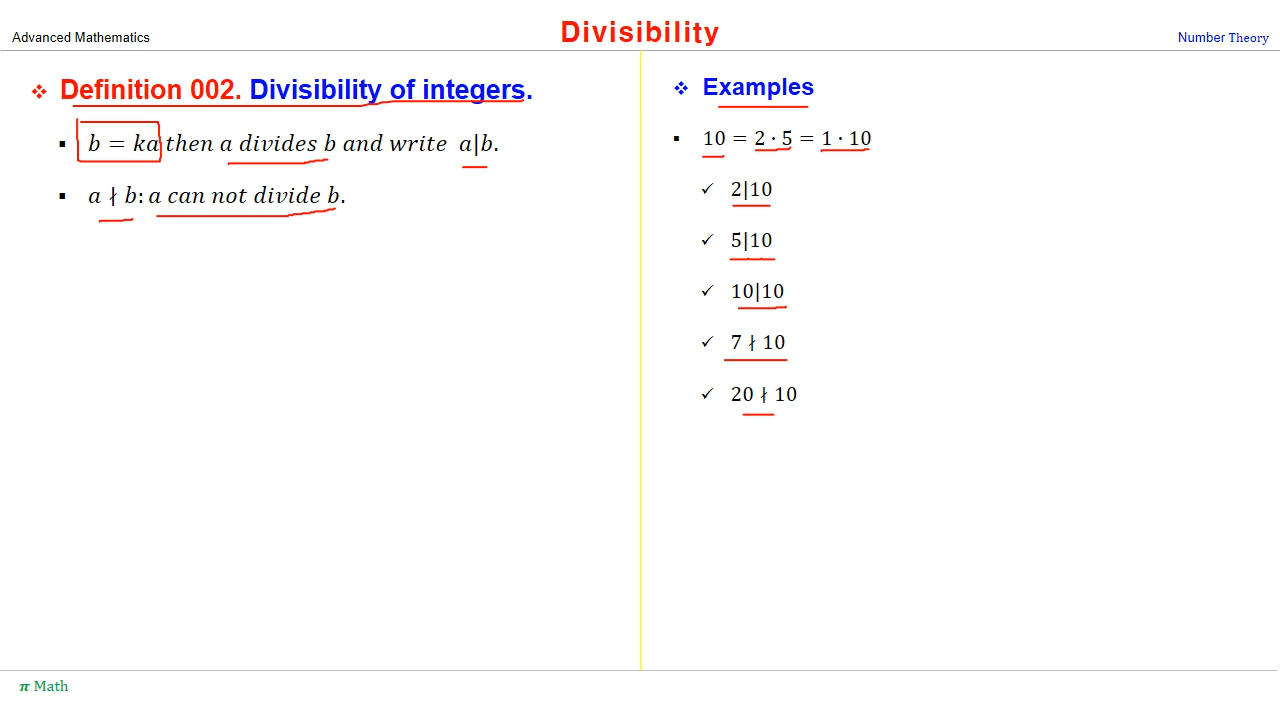 Advanced Mathematics
Divisibility
Number Theory
❖ Definition 002. Divisibility of integers.
▪ b = ka then a divides b and write a|b.
▪ a ∤ b: a can not divide b.
❖ Examples
▪ 10 = 2 · 5 = 1 · 10
✓ 2|10
✓ 5|10
✓ 10|10
✓ 7 ∤ 10
✓ 20 ∤ 10
π Math